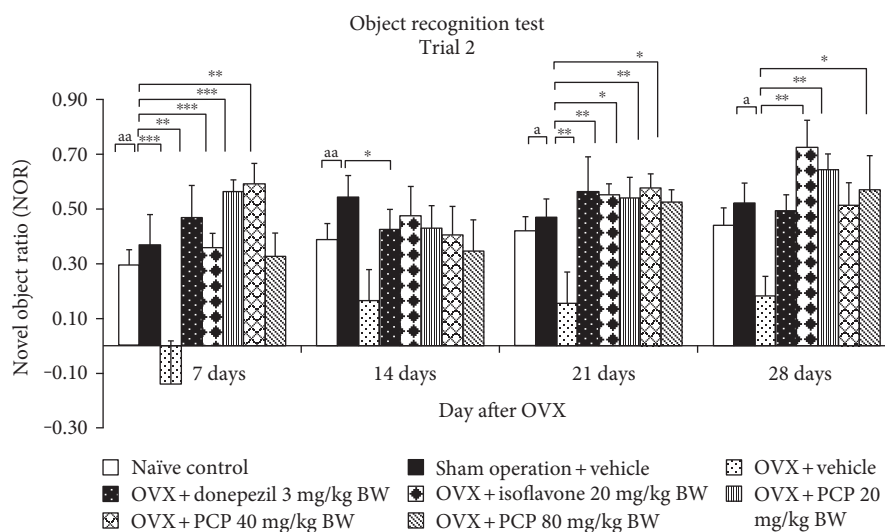 Object recognition test
Trial 2
**
*
***
**
*
***
*
**
**
**
aa
***
aa
*
a
**
a
**
0.90
0.70
0.50
0.30
0.10
−0.10
−0.30
Novel object ratio (NOR)
7 days
14 days
21 days
28 days
Day after OVX
Naïve control
Sham operation + vehicle
OVX + vehicle
OVX + donepezil 3 mg/kg BW
OVX + isoflavone 20 mg/kg BW
OVX + PCP 20
mg/kg BW
OVX + PCP 40 mg/kg BW
OVX + PCP 80 mg/kg BW